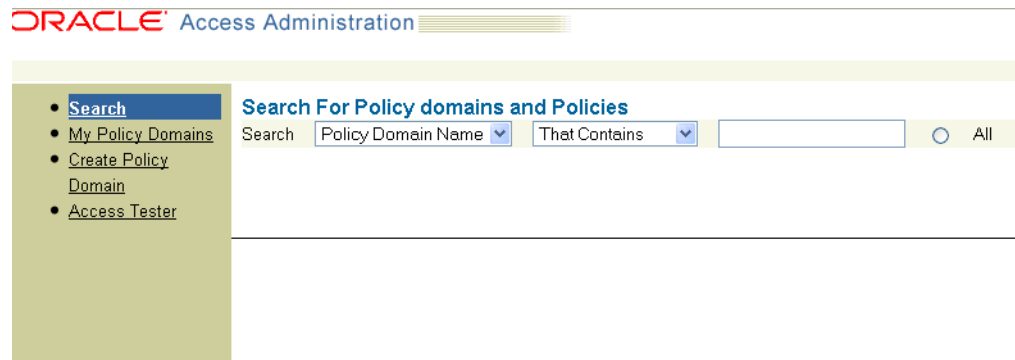 ORACLE Access Administration
Search
My Policy Domains
Create Policy
Domain
Access Tester
Search For Policy domains and Policies
Search Policy Domain Name That Contains All